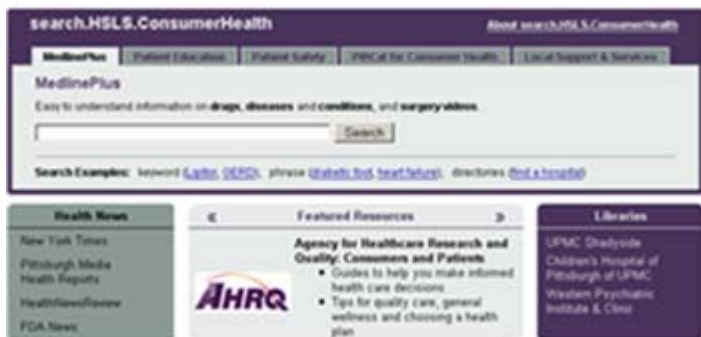 search.HSLS.ConsumerHealth
About search.HSLS.ConsumerHealth
MedlinePlus
Patient Education
Patient Safety
PITTCat for Consumer Health
Local Support & Services
MedlinePlus
Easy to understand information on drugs, diseases and conditions, and surgery videos.
Search
Search Examples: keyword (Lipitor, GERD), phrase (diabetic foot, heart failure), directories (find a hospital)
Health News
New York Times
Pittsburgh Media
Health Reports
HealthNewsReview
FDA News
« Featured Resources »
Agency for Healthcare Research and
Quality: Consumers and Patients
• Guides to help you make informed
health care decisions
• Tips for quality care, general
wellness and choosing a health
plan
AHRQ
Libraries
UPMC Shadyside
Children's Hospital of
Pittsburgh of UPMC
Western Psychiatric
Institute & Clinic